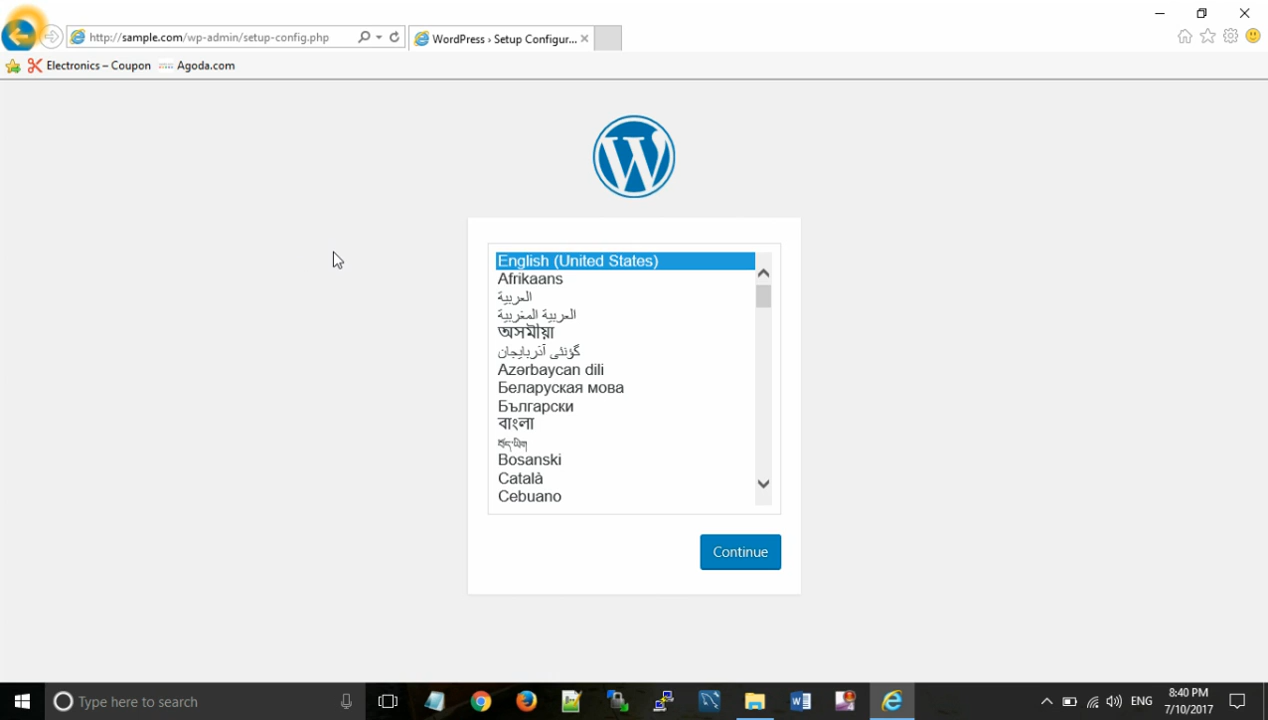 http://sample.com/wp-admin/setup-config.php
WordPress › Setup Configur...
Electronics – Coupon
Agoda.com
English (United States)
Afrikaans
العربية
العربية المغربية
অসমীয়া
گؤنئی آذربایجان
Azərbaycan dili
Беларуская мова
Български
বাংলা
བོད་ཡིག
Bosanski
Català
Cebuano
Continue
Type here to search
ENG
8:40 PM
7/10/2017